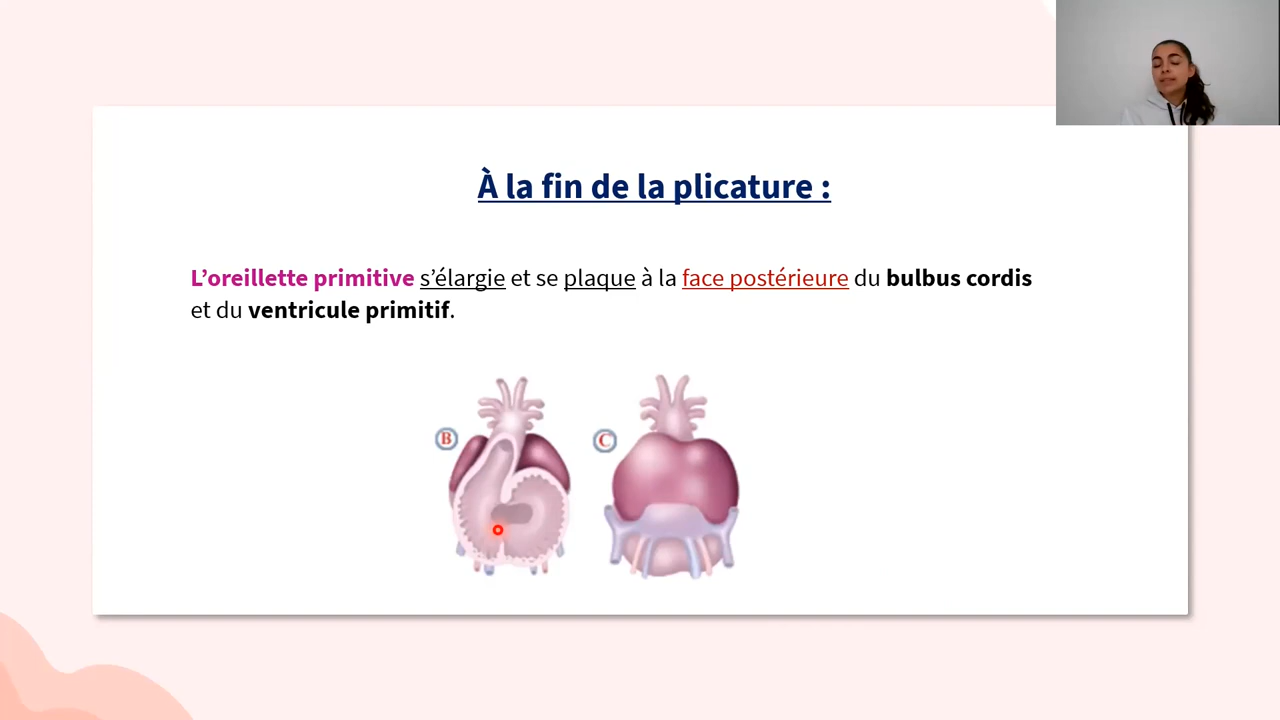 À la fin de la plicature :
L’oreillette primitive s’élargie et se plaque à la face postérieure du bulbus cordis
et du ventricule primitif.
B
C